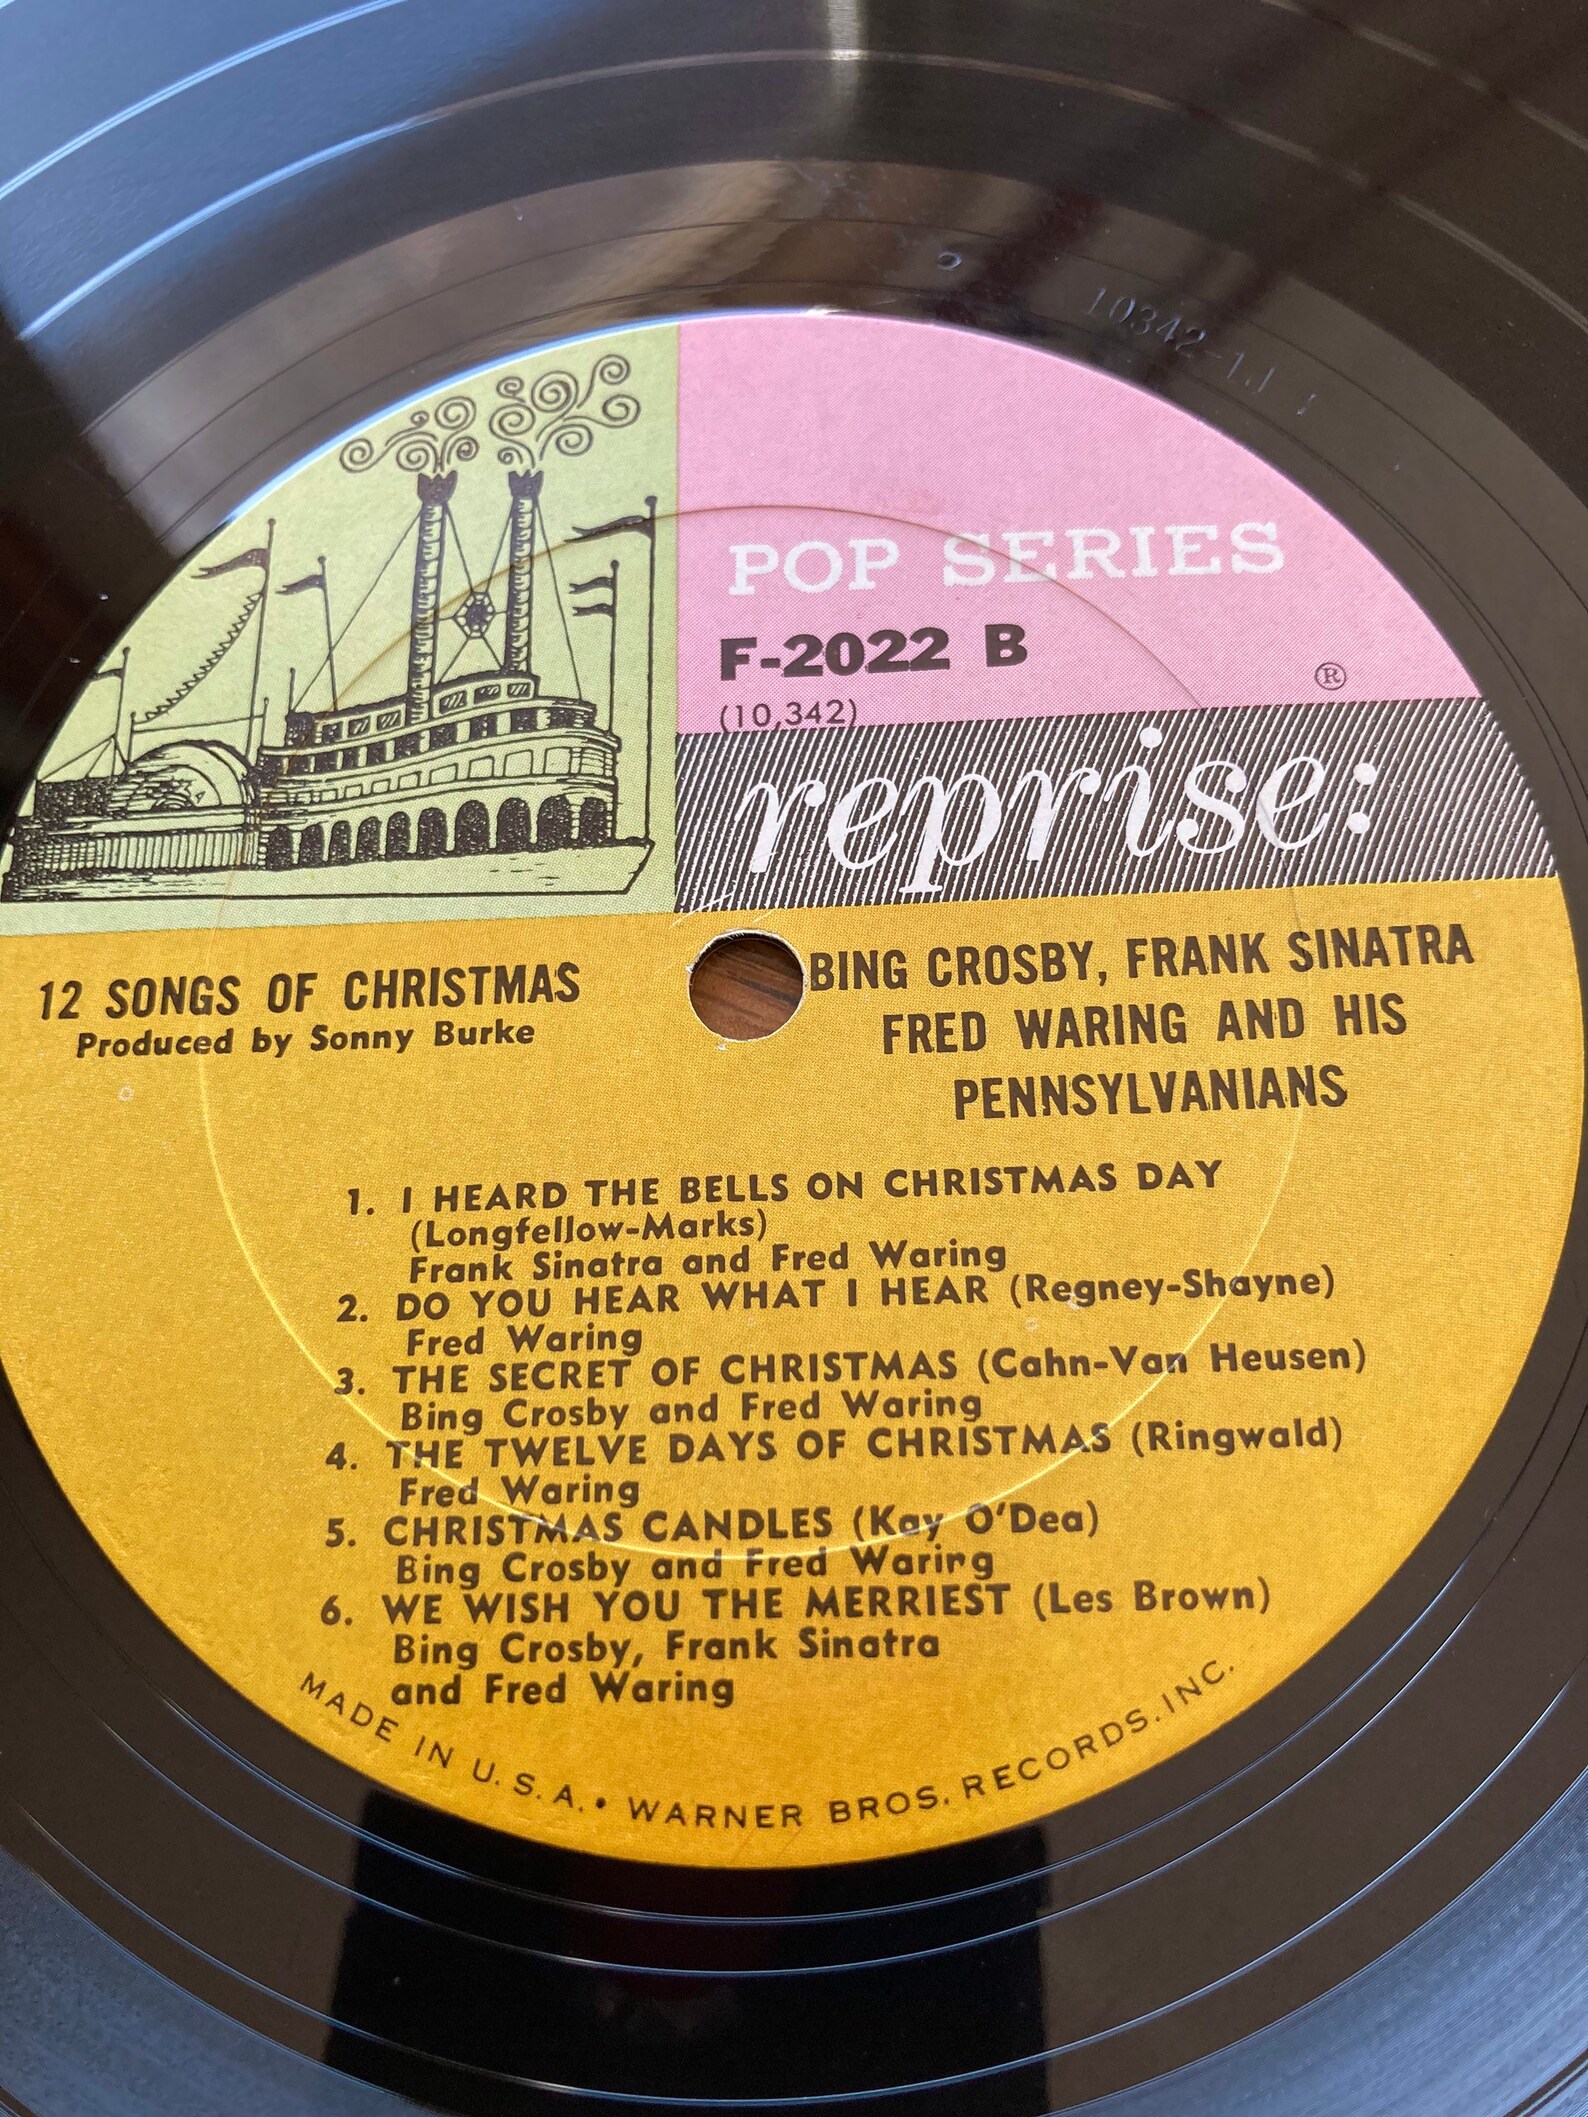 10342-1J 1
POP SERIES
F-2022 B
(10,342)
®
reprise:
12 SONGS OF CHRISTMAS
Produced by Sonny Burke
BING CROSBY, FRANK SINATRA
FRED WARING AND HIS
PENNSYLVANIANS
1. I HEARD THE BELLS ON CHRISTMAS DAY
(Longfellow-Marks)
Frank Sinatra and Fred Waring
2. DO YOU HEAR WHAT I HEAR (Regney-Shayne)
Fred Waring
3. THE SECRET OF CHRISTMAS (Cahn-Van Heusen)
Bing Crosby and Fred Waring
4. THE TWELVE DAYS OF CHRISTMAS (Ringwald)
Fred Waring
5. CHRISTMAS CANDLES (Kay O'Dea)
Bing Crosby and Fred Waring
6. WE WISH YOU THE MERRIEST (Les Brown)
Bing Crosby, Frank Sinatra
and Fred Waring
MADE IN U.S.A. • WARNER BROS. RECORDS, INC.